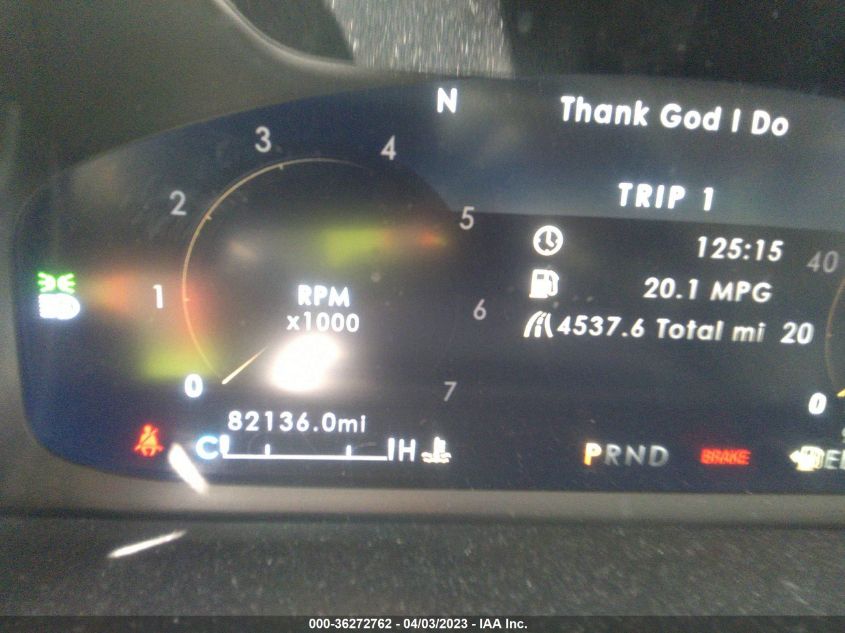 N
Thank God I Do
3
4
2
TRIP 1
5
125:15
40
20.1 MPG
1
RPM
x1000
6
4537.6 Total mi
20
0
7
0
82136.0mi
C
H
PRND
BRAKE
000-36272762 - 04/03/2023 - IAA Inc.